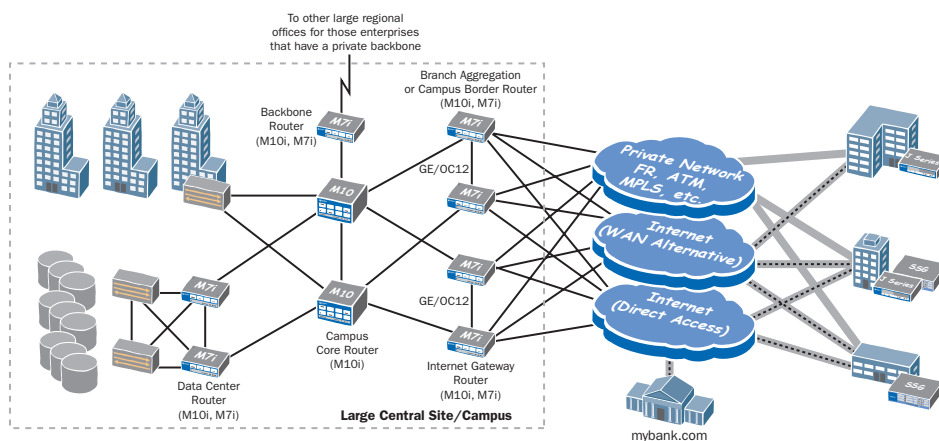 To other large regional
offices for those enterprises
that have a private backbone
Branch Aggregation
or Campus Border Router
(M10i, M7i)
Backbone
Router
(M10i, M7i)
M7i
M7i
GE/OC12
Private Network
FR, ATM,
MPLS, etc.
J Series
M10
M7i
Internet
(WAN Alternative)
M7i
M7i
SSG
J Series
M10
GE/OC12
Internet
(Direct Access)
M7i
M7i
Campus
Core Router
(M10i)
Internet Gateway
Router
(M10i, M7i)
SSG
Data Center
Router
(M10i, M7i)
Large Central Site/Campus
mybank.com